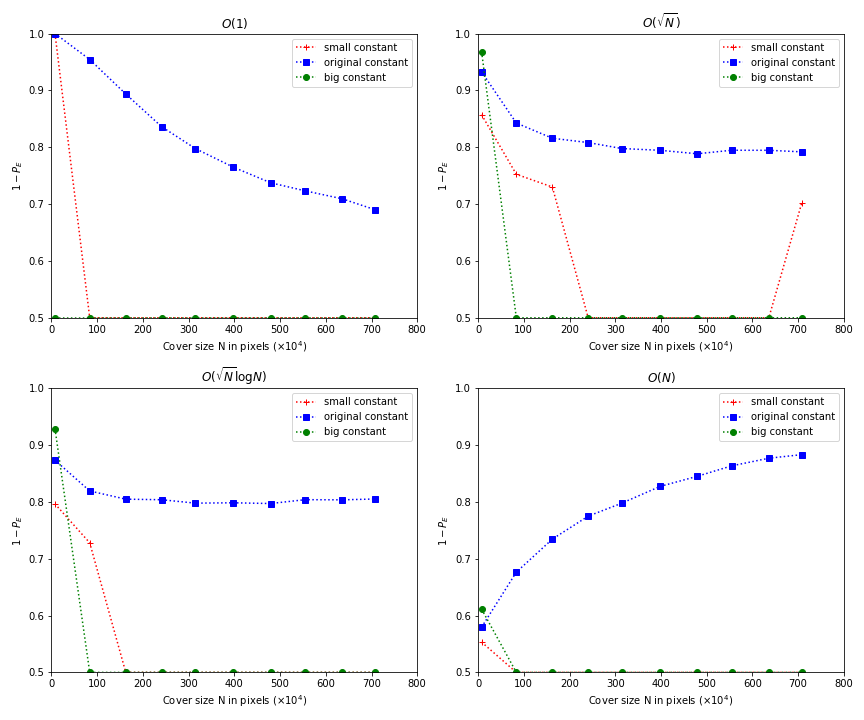 O(1)
1.0
0.9
0.8
0.7
0.6
0.5
1 − P_E
small constant
original constant
big constant
0 100 200 300 400 500 600 700 800
Cover size N in pixels (×10⁴)
O(√N)
1.0
0.9
0.8
0.7
0.6
0.5
1 − P_E
small constant
original constant
big constant
0 100 200 300 400 500 600 700 800
Cover size N in pixels (×10⁴)
O(√N logN)
1.0
0.9
0.8
0.7
0.6
0.5
1 − P_E
small constant
original constant
big constant
0 100 200 300 400 500 600 700 800
Cover size N in pixels (×10⁴)
O(N)
1.0
0.9
0.8
0.7
0.6
0.5
1 − P_E
small constant
original constant
big constant
0 100 200 300 400 500 600 700 800
Cover size N in pixels (×10⁴)